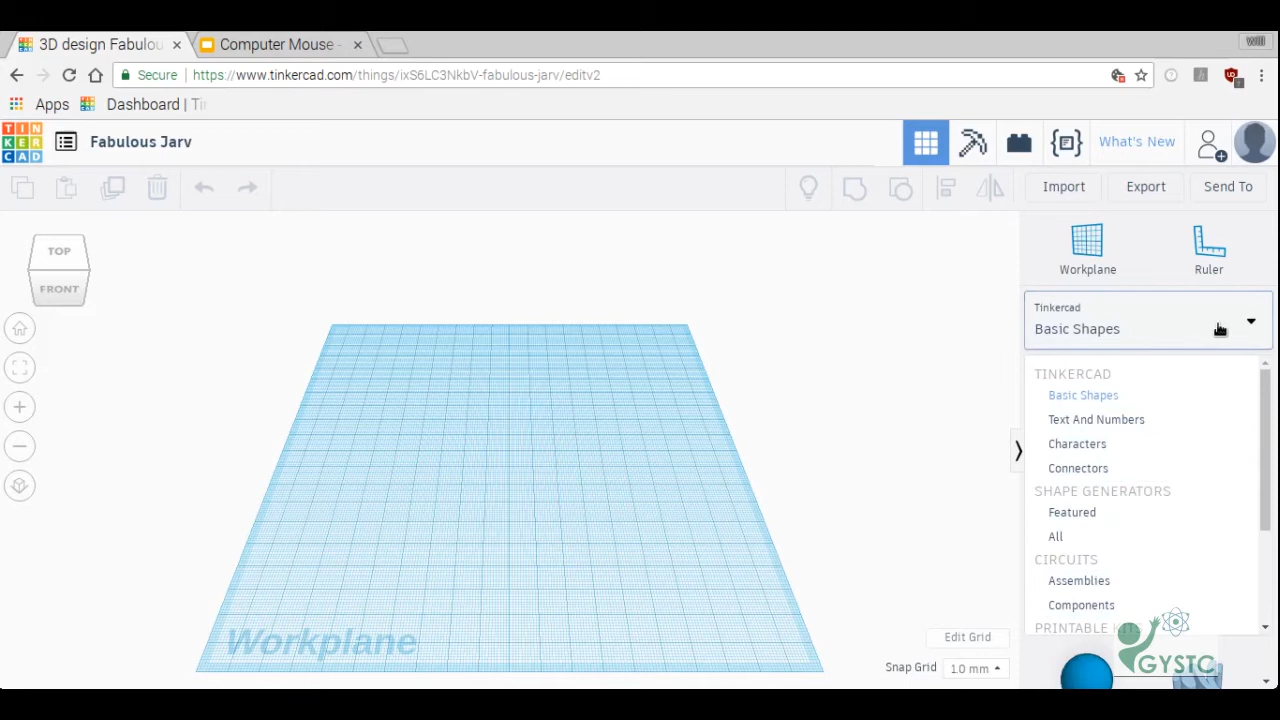 3D design Fabulou
Computer Mouse -
will
Secure
https://www.tinkercad.com/things/ixS6LC3NkbV-fabulous-jarv/editv2
Apps
Dashboard | Ti
TIN
KER
CAD
Fabulous Jarv
What's New
Import
Export
Send To
TOP
FRONT
Workplane
Ruler
Tinkercad
Basic Shapes
TINKERCAD
Basic Shapes
Text And Numbers
Characters
Connectors
SHAPE GENERATORS
Featured
All
CIRCUITS
Assemblies
Components
PRINTABLE K
Workplane
Edit Grid
Snap Grid
1.0 mm
GYSTC